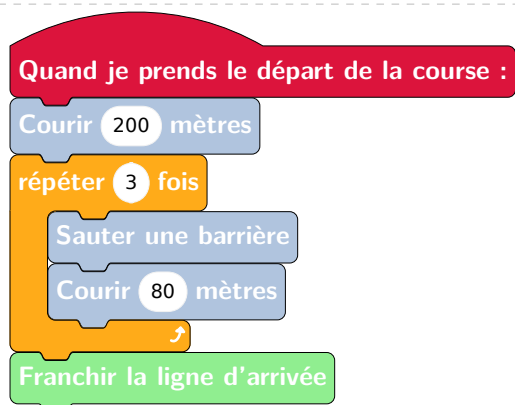 Quand je prends le départ de la course :
Courir 200 mètres
répéter 3 fois
Sauter une barrière
Courir 80 mètres
Franchir la ligne d'arrivée